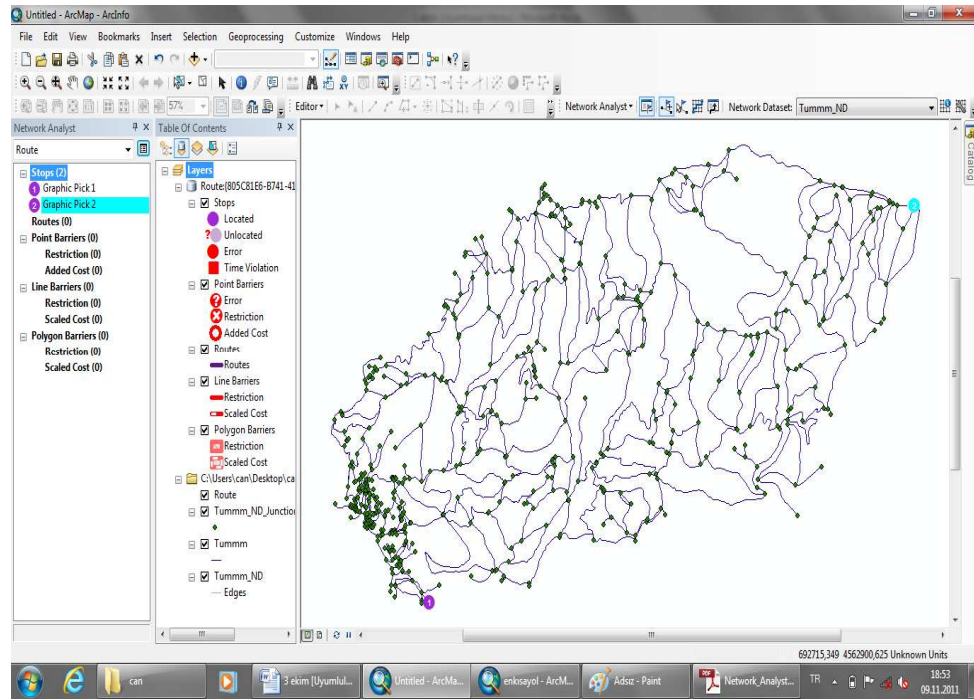 Untitled - ArcMap - ArcInfo
File Edit View Bookmarks Insert Selection Geoprocessing Customize Windows Help
57% Editor Network Analyst Network Dataset: Tummm_ND
Network Analyst
Route
Stops (2)
1 Graphic Pick 1
2 Graphic Pick 2
Routes (0)
Point Barriers (0)
Restriction (0)
Added Cost (0)
Line Barriers (0)
Restriction (0)
Scaled Cost (0)
Polygon Barriers (0)
Restriction (0)
Scaled Cost (0)
Table Of Contents
Layers
Route:{805C81E6-B741-41
Stops
Located
? Unlocated
Error
Time Violation
Point Barriers
Error
Restriction
Added Cost
Routes
Routes
Line Barriers
Restriction
Scaled Cost
Polygon Barriers
Restriction
Scaled Cost
C:\Users\can\Desktop\ca
Route
Tummm_ND_Junction
Tummm
Tummm_ND
Edges
2
1
Catalog
692715,349 4562900,625 Unknown Units
can
3 ekim [Uyumlul...
Untitled - ArcMa...
enkısayol - ArcM...
Adsız - Paint
Network_Analyst...
TR
18:53
09.11.2011